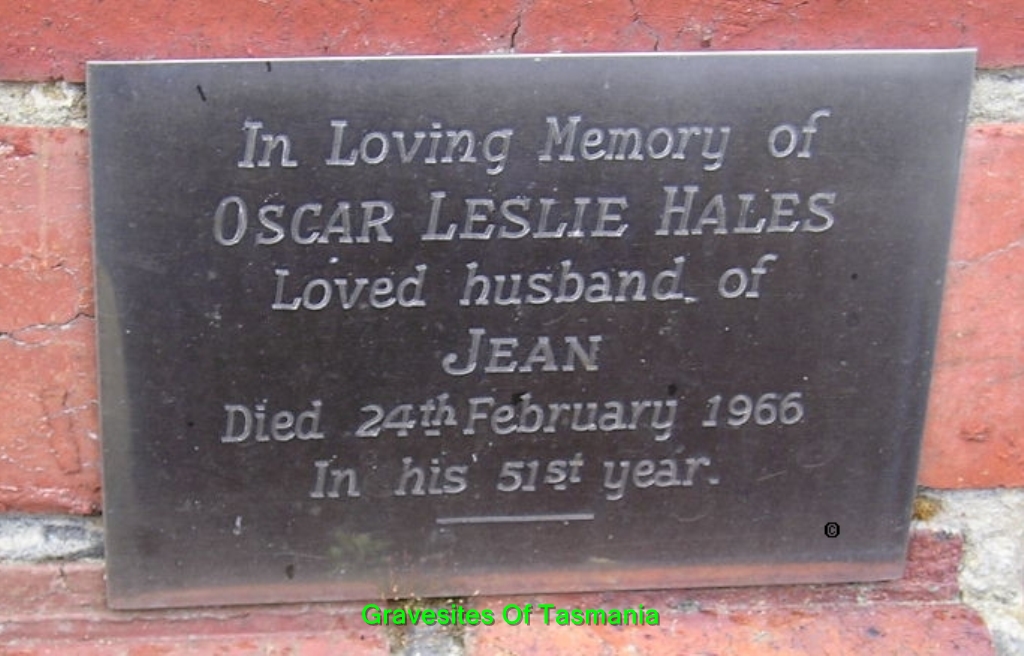 In Loving Memory of
OSCAR LESLIE HALES
Loved husband of
JEAN
Died 24th February 1966
In his 51st year.
©
Gravesites Of Tasmania